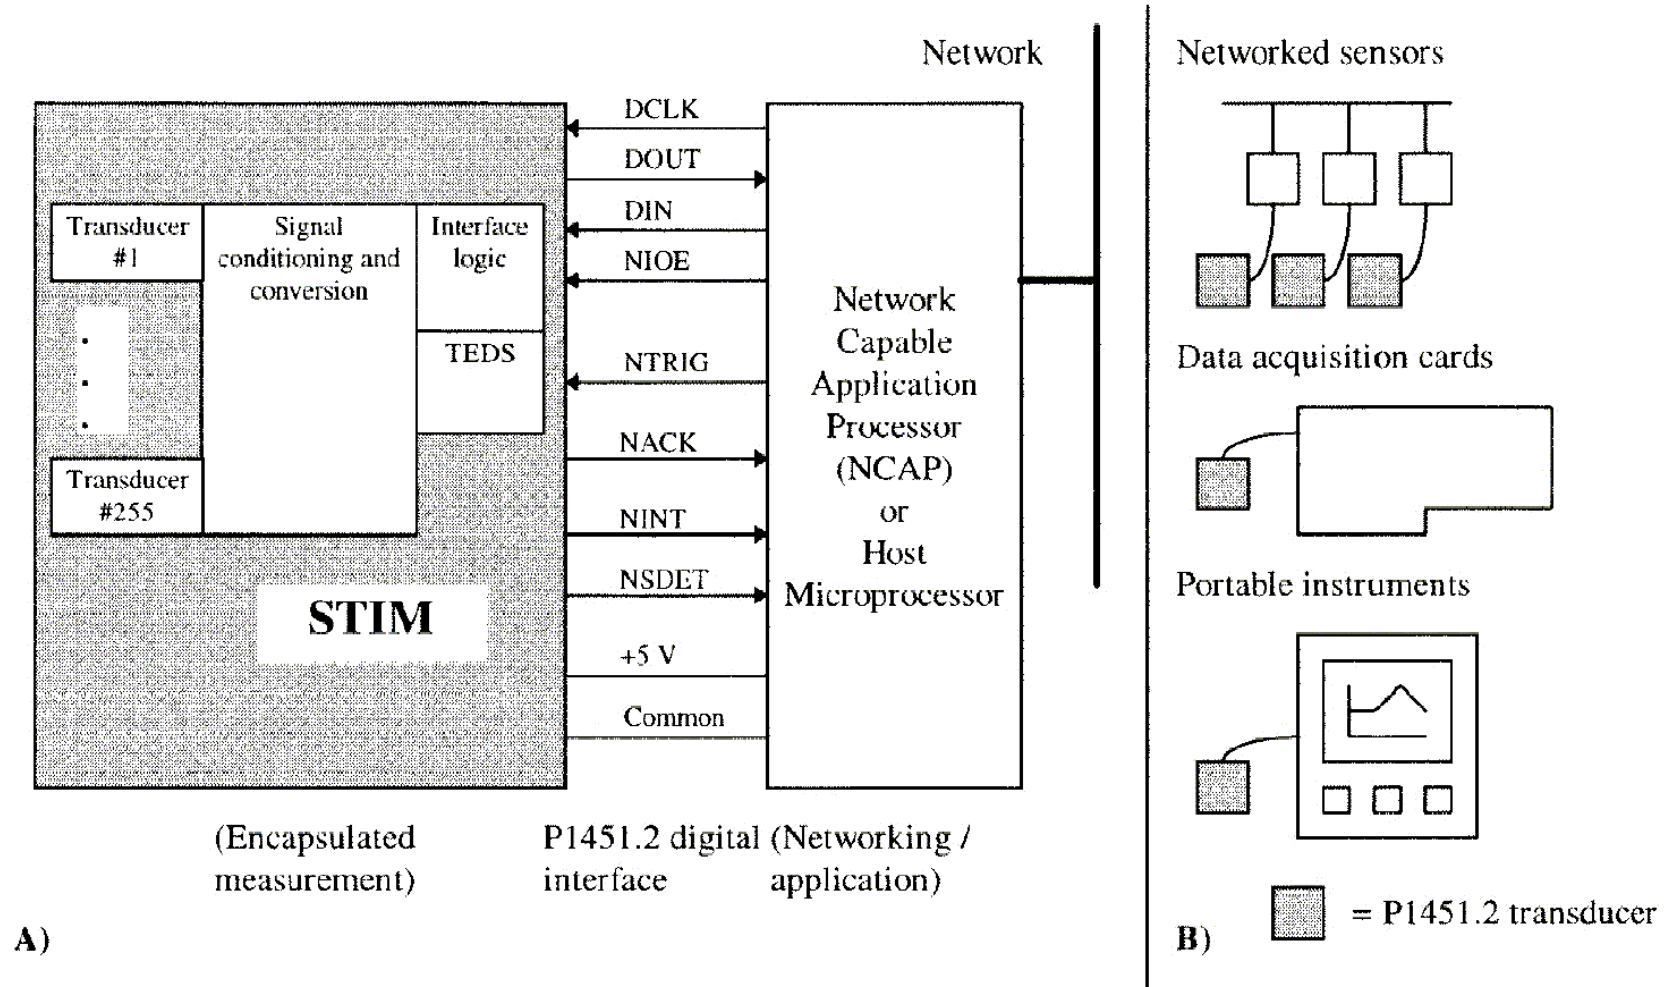 Network
DCLK
DOUT
DIN
NIOE
NTRIG
NACK
NINT
NSDET
+5 V
Common
Transducer
#1
Signal
conditioning and
conversion
Interface
logic
TEDS
Transducer
#255
STIM
Network
Capable
Application
Processor
(NCAP)
or
Host
Microprocessor
(Encapsulated
measurement)
P1451.2 digital
interface
(Networking /
application)
A)
Networked sensors
Data acquisition cards
Portable instruments
= P1451.2 transducer
B)